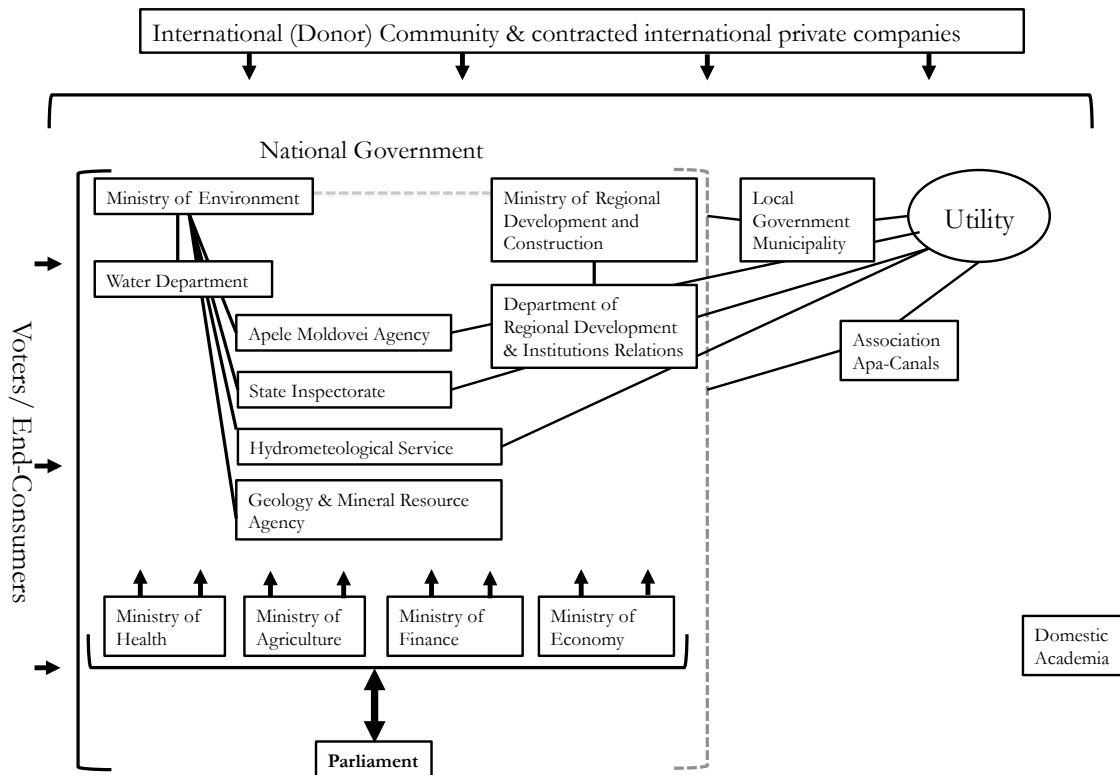 International (Donor) Community & contracted international private companies
National Government
Ministry of Environment
Ministry of Regional
Development and
Construction
Local
Government
Municipality
Utility
Water Department
Department of
Regional Development
& Institutions Relations
Apele Moldovei Agency
Association
Apa-Canals
State Inspectorate
Hydrometeological Service
Geology & Mineral Resource
Agency
Voters/ End-Consumers
Ministry of
Health
Ministry of
Agriculture
Ministry of
Finance
Ministry of
Economy
Domestic
Academia
Parliament